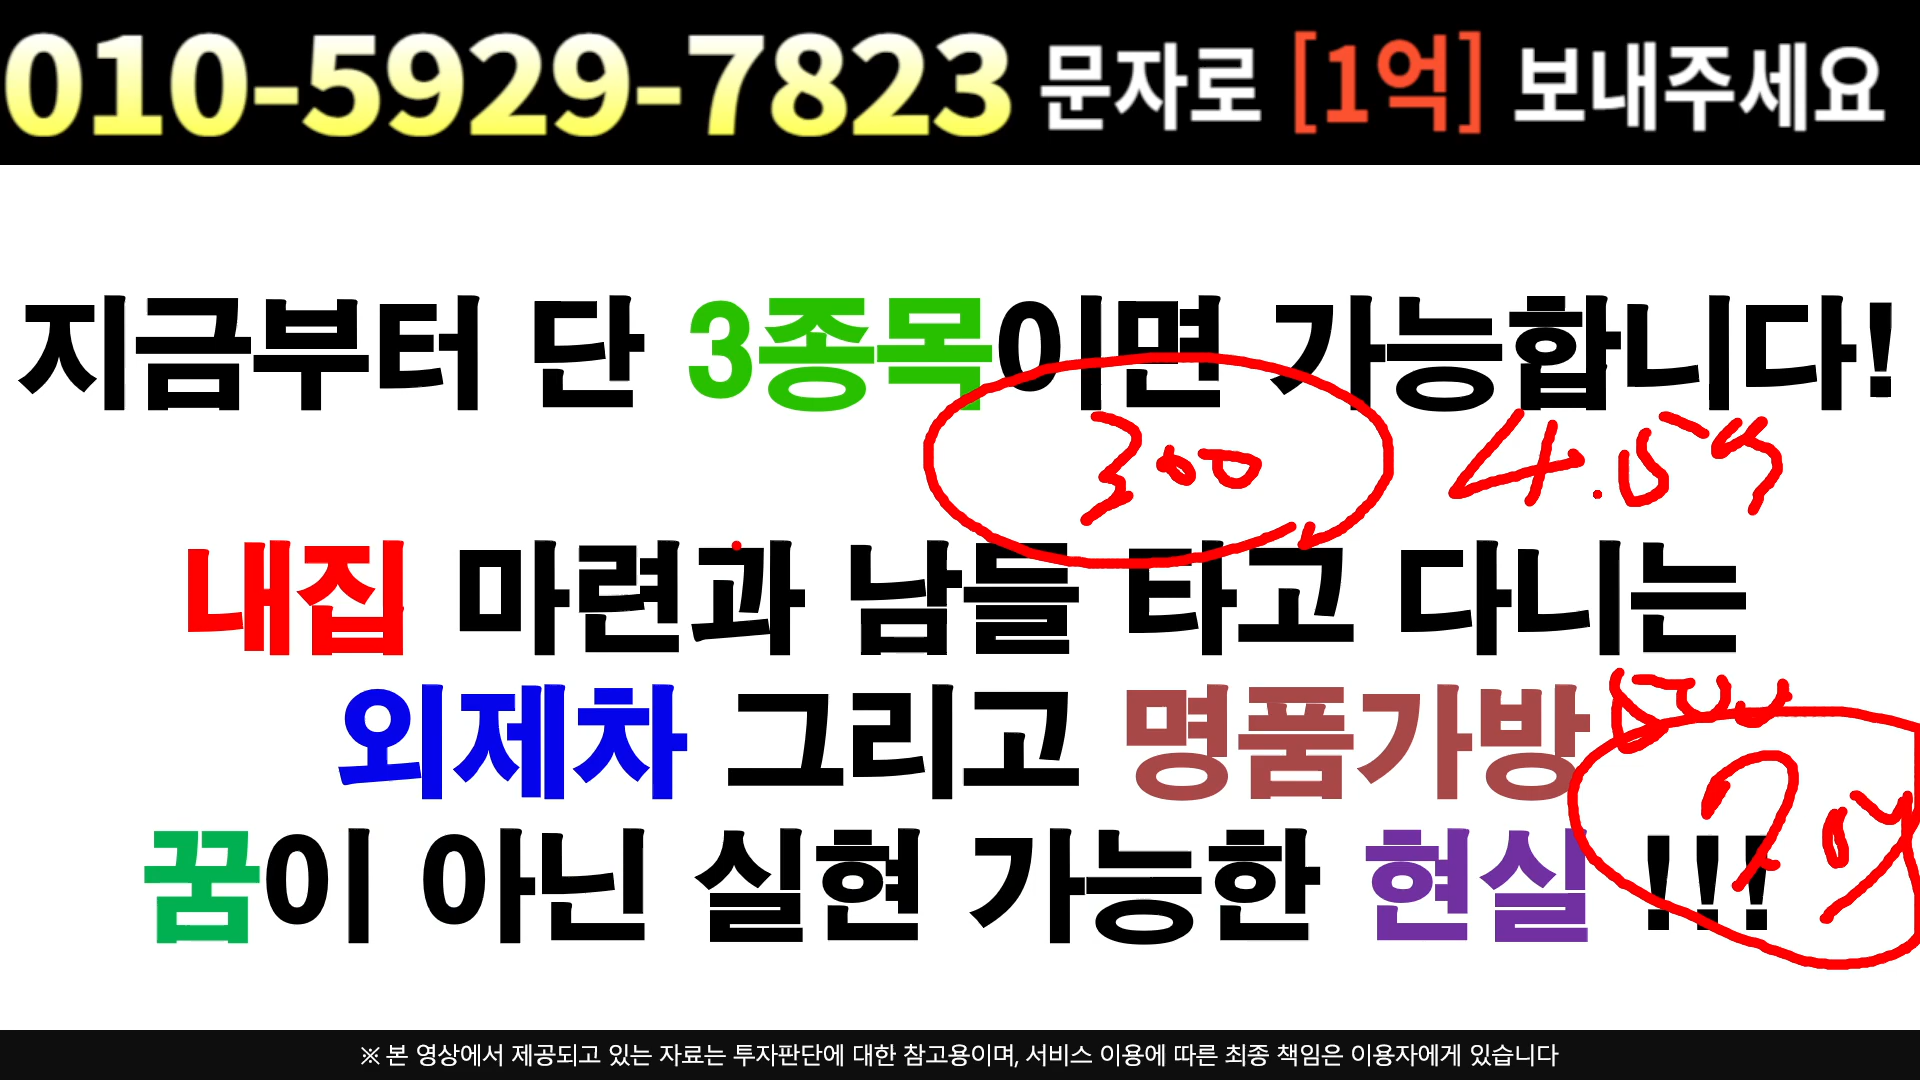 010-5929-7823 문자로 [1억] 보내주세요
지금부터 단 3종목이면 가능합니다!
300
4.5억
내집 마련과 남들 타고 다니는
외제차 그리고 명품가방
500
꿈이 아닌 실현 가능한 현실 !!!
※ 본 영상에서 제공되고 있는 자료는 투자판단에 대한 참고용이며, 서비스 이용에 따른 최종 책임은 이용자에게 있습니다